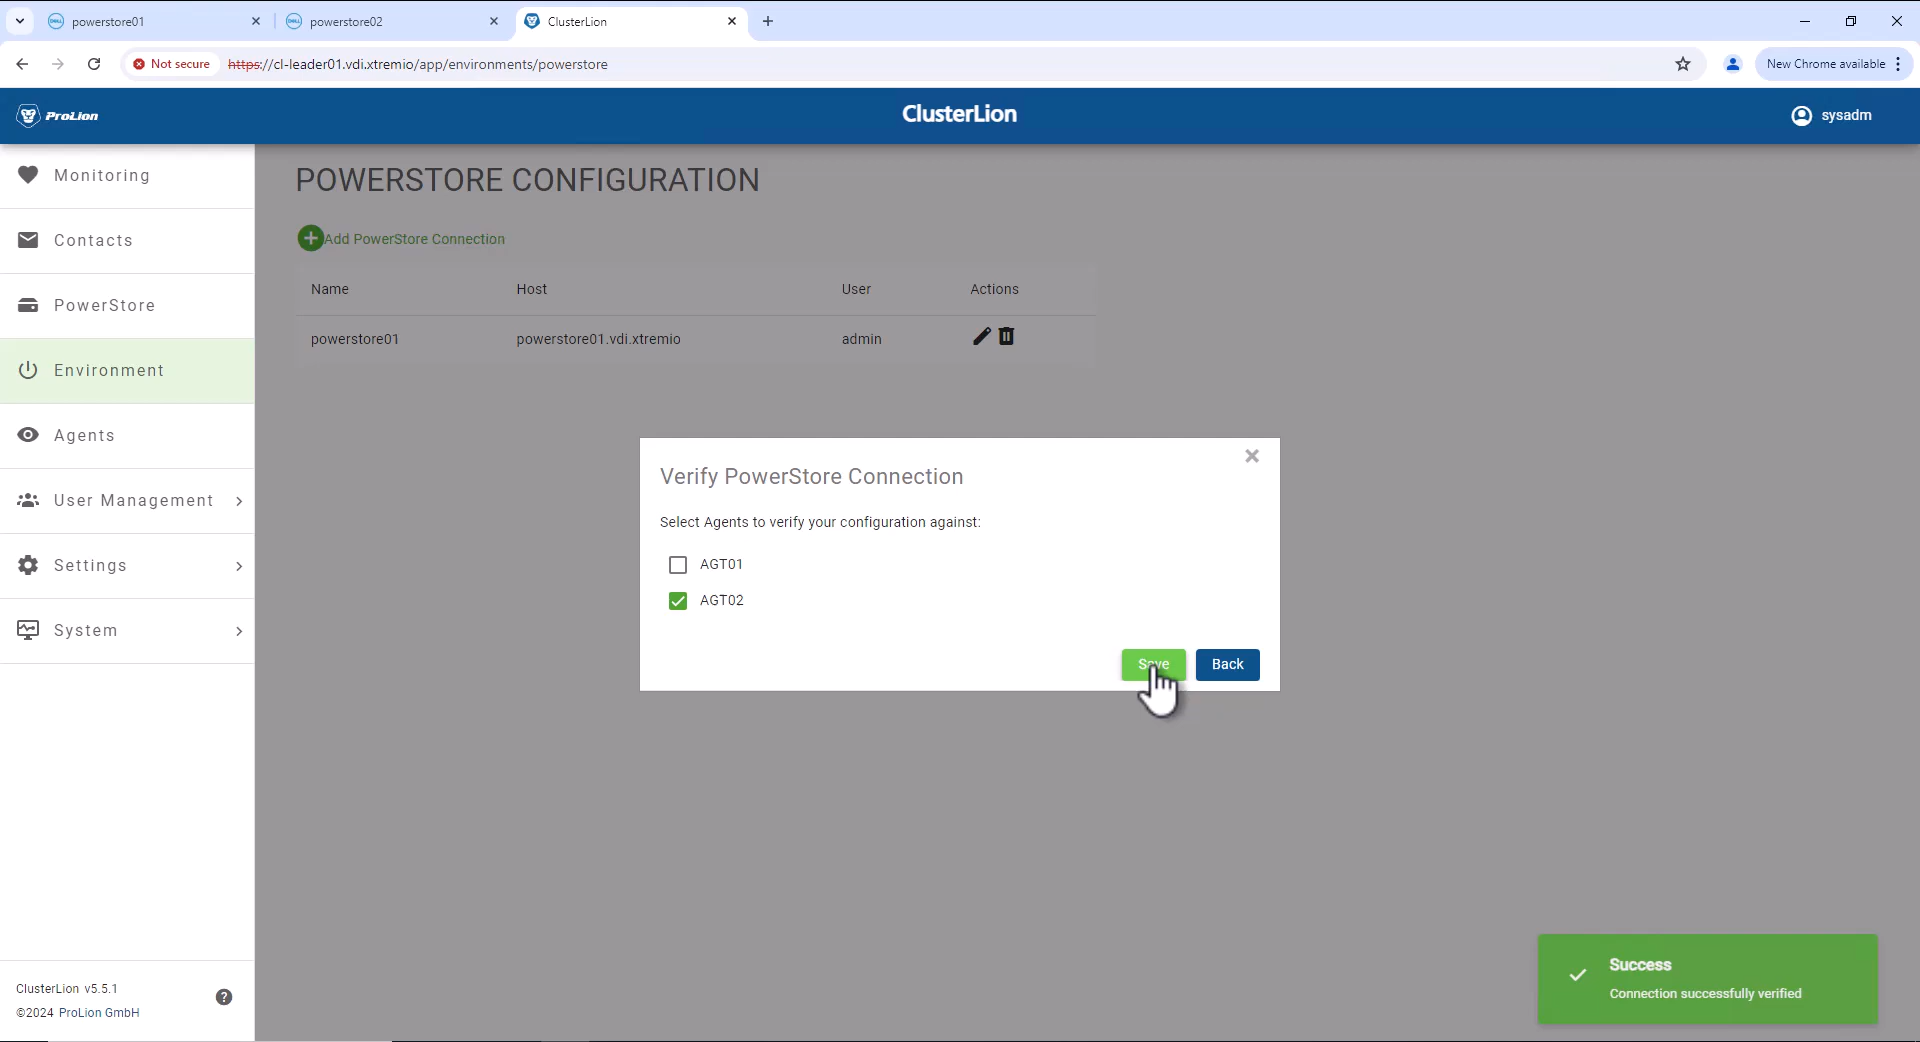 powerstore01
powerstore02
ClusterLion
Not secure
https://cl-leader01.vdi.xtremio/app/environments/powerstore
New Chrome available
ProLion
ClusterLion
sysadm
Monitoring
Contacts
PowerStore
Environment
Agents
User Management
Settings
System
POWERSTORE CONFIGURATION
Add PowerStore Connection
Name Host User Actions
powerstore01 powerstore01.vdi.xtremio admin
Verify PowerStore Connection
Select Agents to verify your configuration against:
AGT01
AGT02
Save Back
Success
Connection successfully verified
ClusterLion v5.5.1
©2024 ProLion GmbH